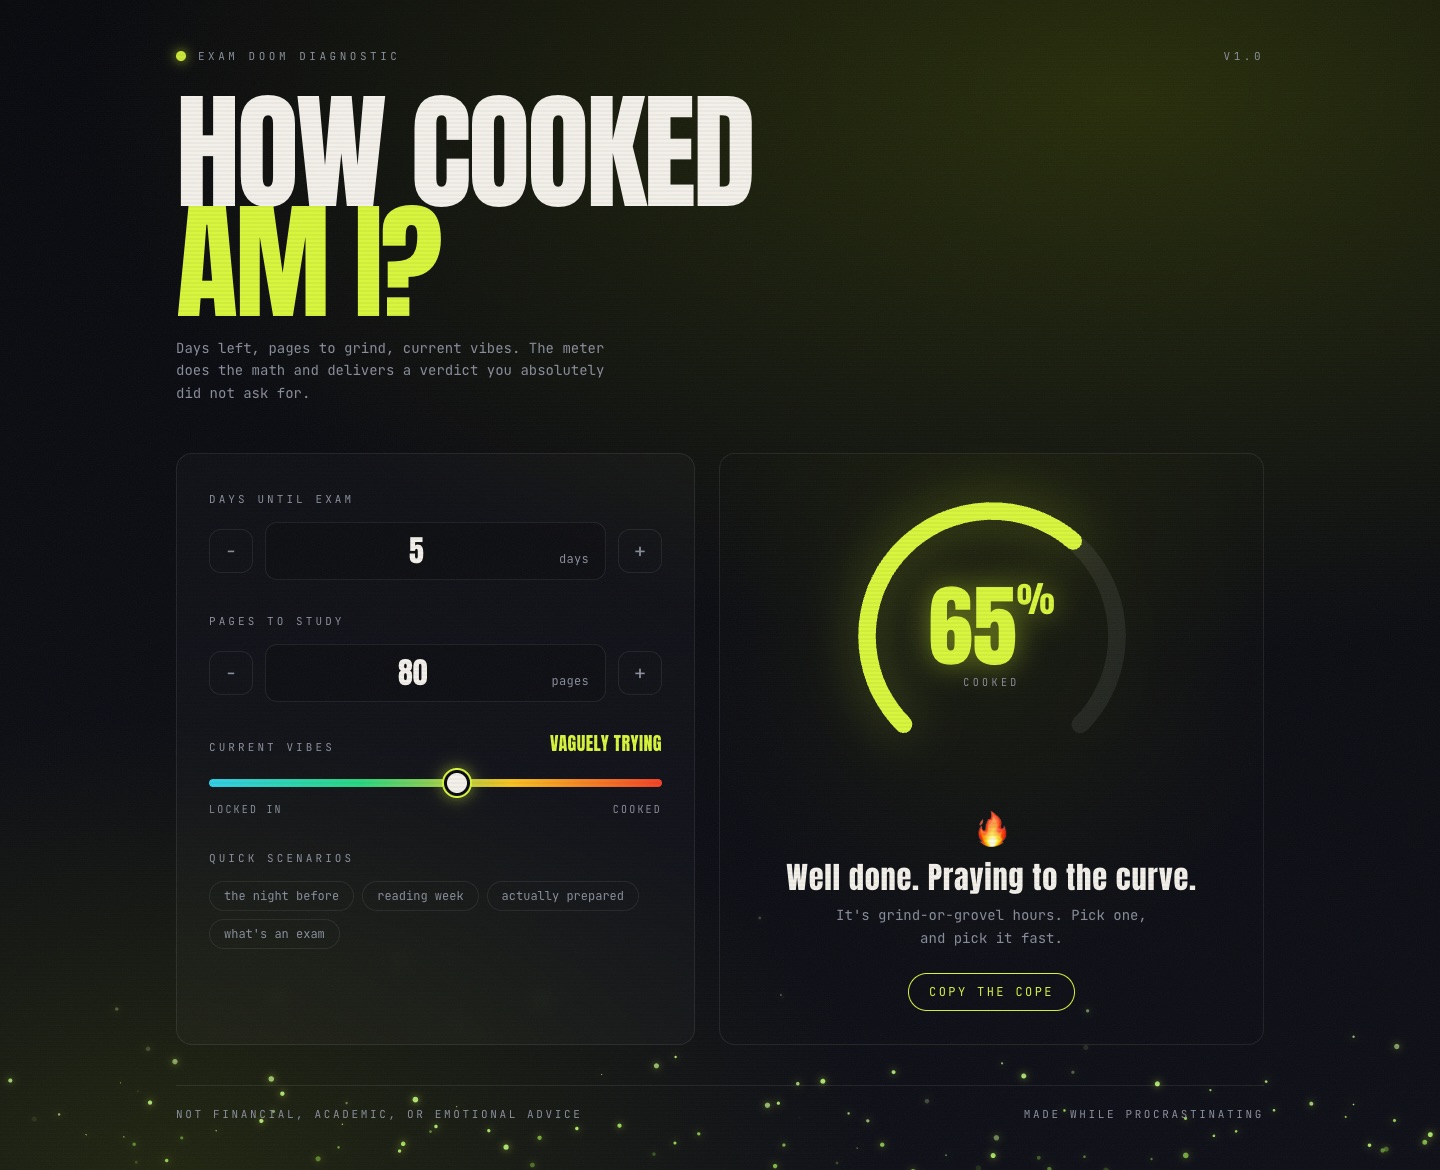 EXAM DOOM DIAGNOSTIC
V1.0
HOW COOKED
AM I?
Days left, pages to grind, current vibes. The meter
does the math and delivers a verdict you absolutely
did not ask for.
DAYS UNTIL EXAM
-
5
days
+
PAGES TO STUDY
-
80
pages
+
CURRENT VIBES
VAGUELY TRYING
LOCKED IN
COOKED
QUICK SCENARIOS
the night before
reading week
actually prepared
what's an exam
65%
COOKED
Well done. Praying to the curve.
It's grind-or-grovel hours. Pick one,
and pick it fast.
COPY THE COPE
NOT FINANCIAL, ACADEMIC, OR EMOTIONAL ADVICE
MADE WHILE PROCRASTINATING